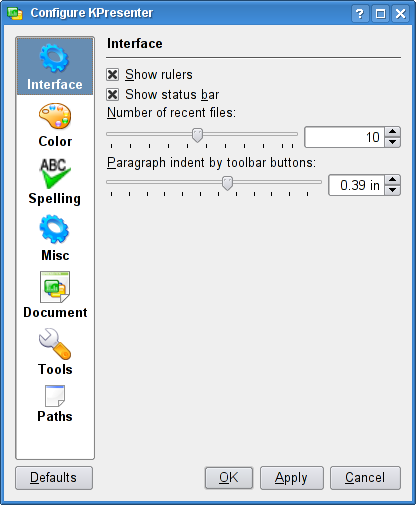 Configure KPresenter
Interface
Interface
Show rulers
Show status bar
Number of recent files:
10
Paragraph indent by toolbar buttons:
0.39 in
Color
ABC
Spelling
Misc
Document
Tools
Paths
Defaults
OK
Apply
Cancel